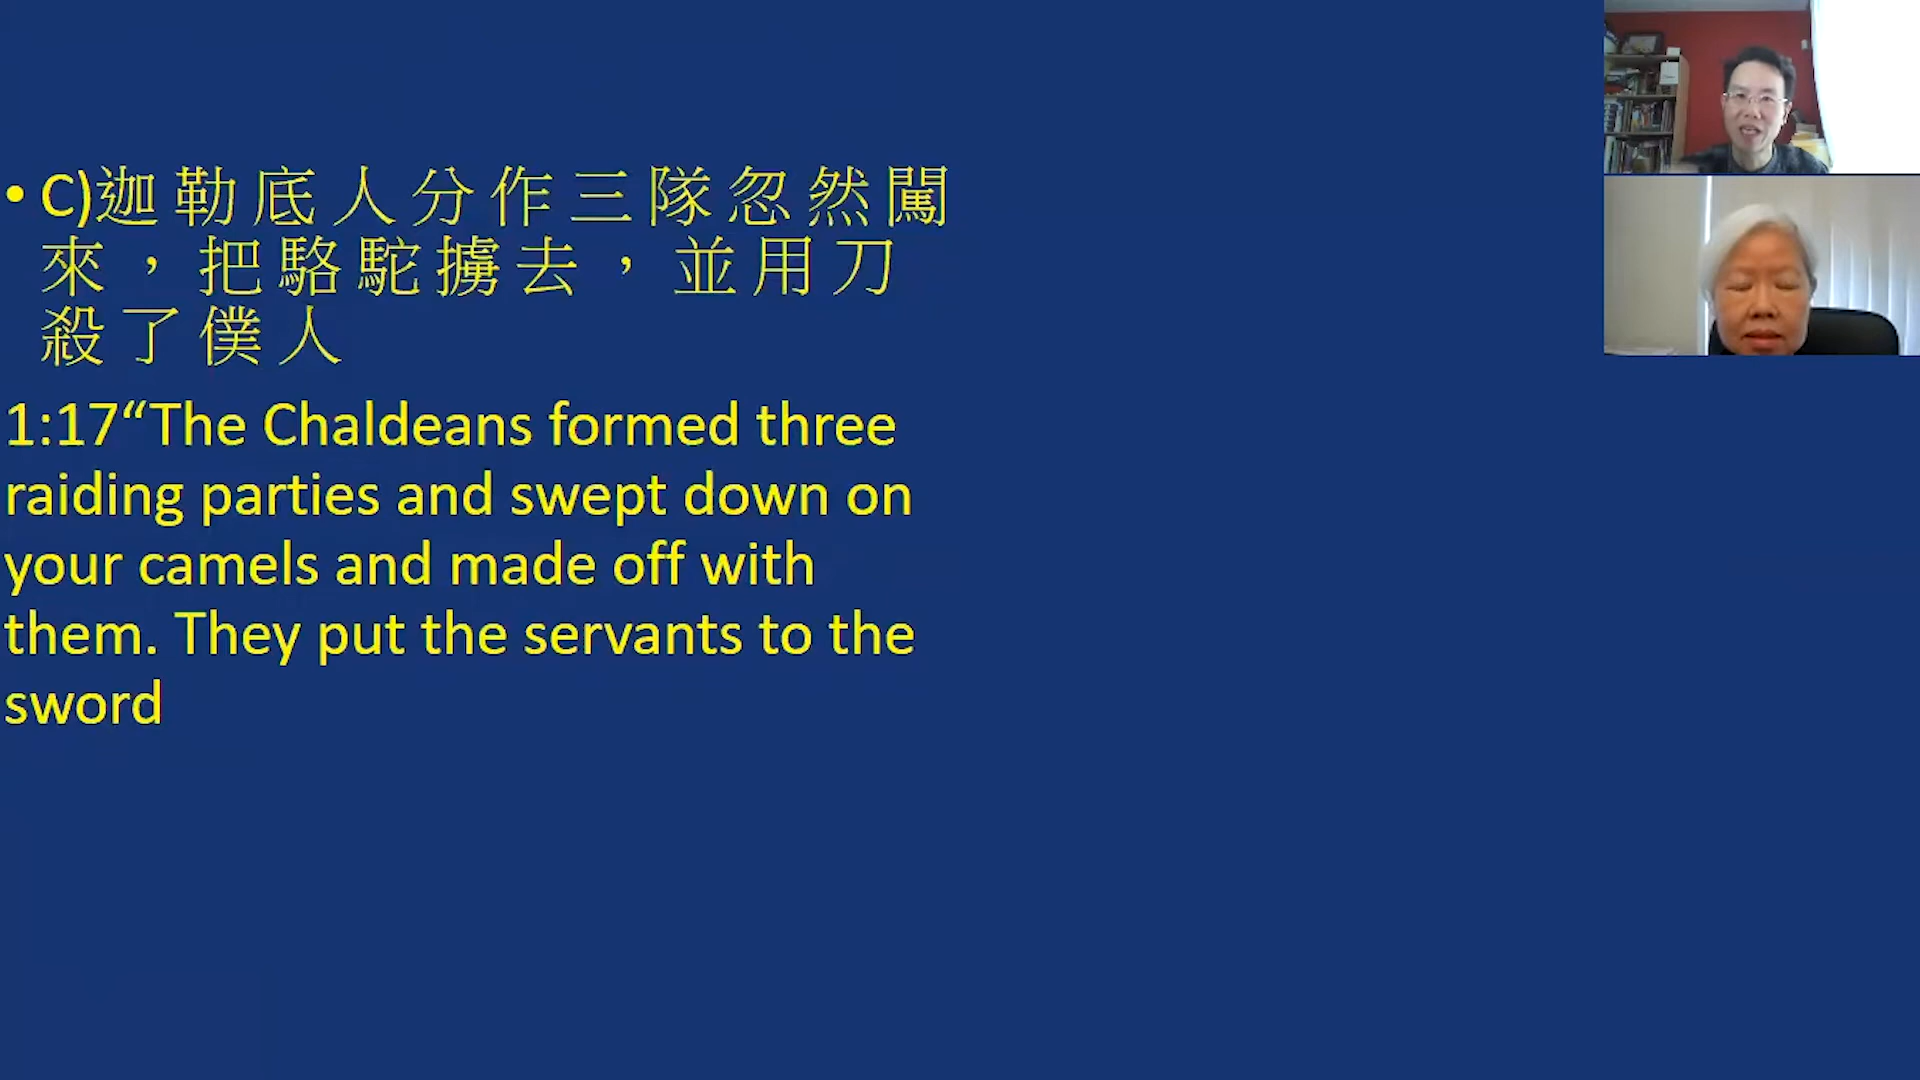 • C)迦勒底人分作三隊忽然闖
來，把駱駝擄去，並用刀
殺了僕人
1:17“The Chaldeans formed three
raiding parties and swept down on
your camels and made off with
them. They put the servants to the
sword